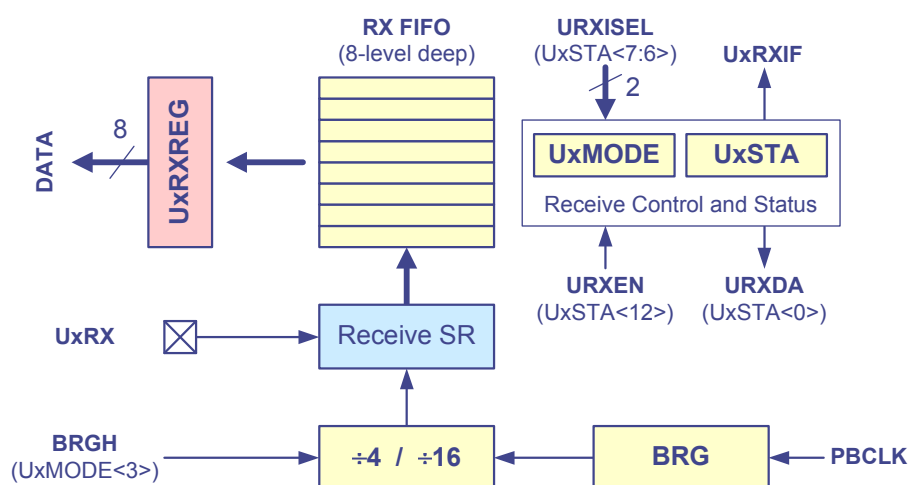 RX FIFO
(8-level deep)
URXISEL
(UxSTA<7:6>)
2
UxRXIF
DATA
8
UxRXREG
UxMODE
UxSTA
Receive Control and Status
URXEN
(UxSTA<12>)
URXDA
(UxSTA<0>)
UxRX
Receive SR
BRGH
(UxMODE<3>)
÷4 / ÷16
BRG
PBCLK